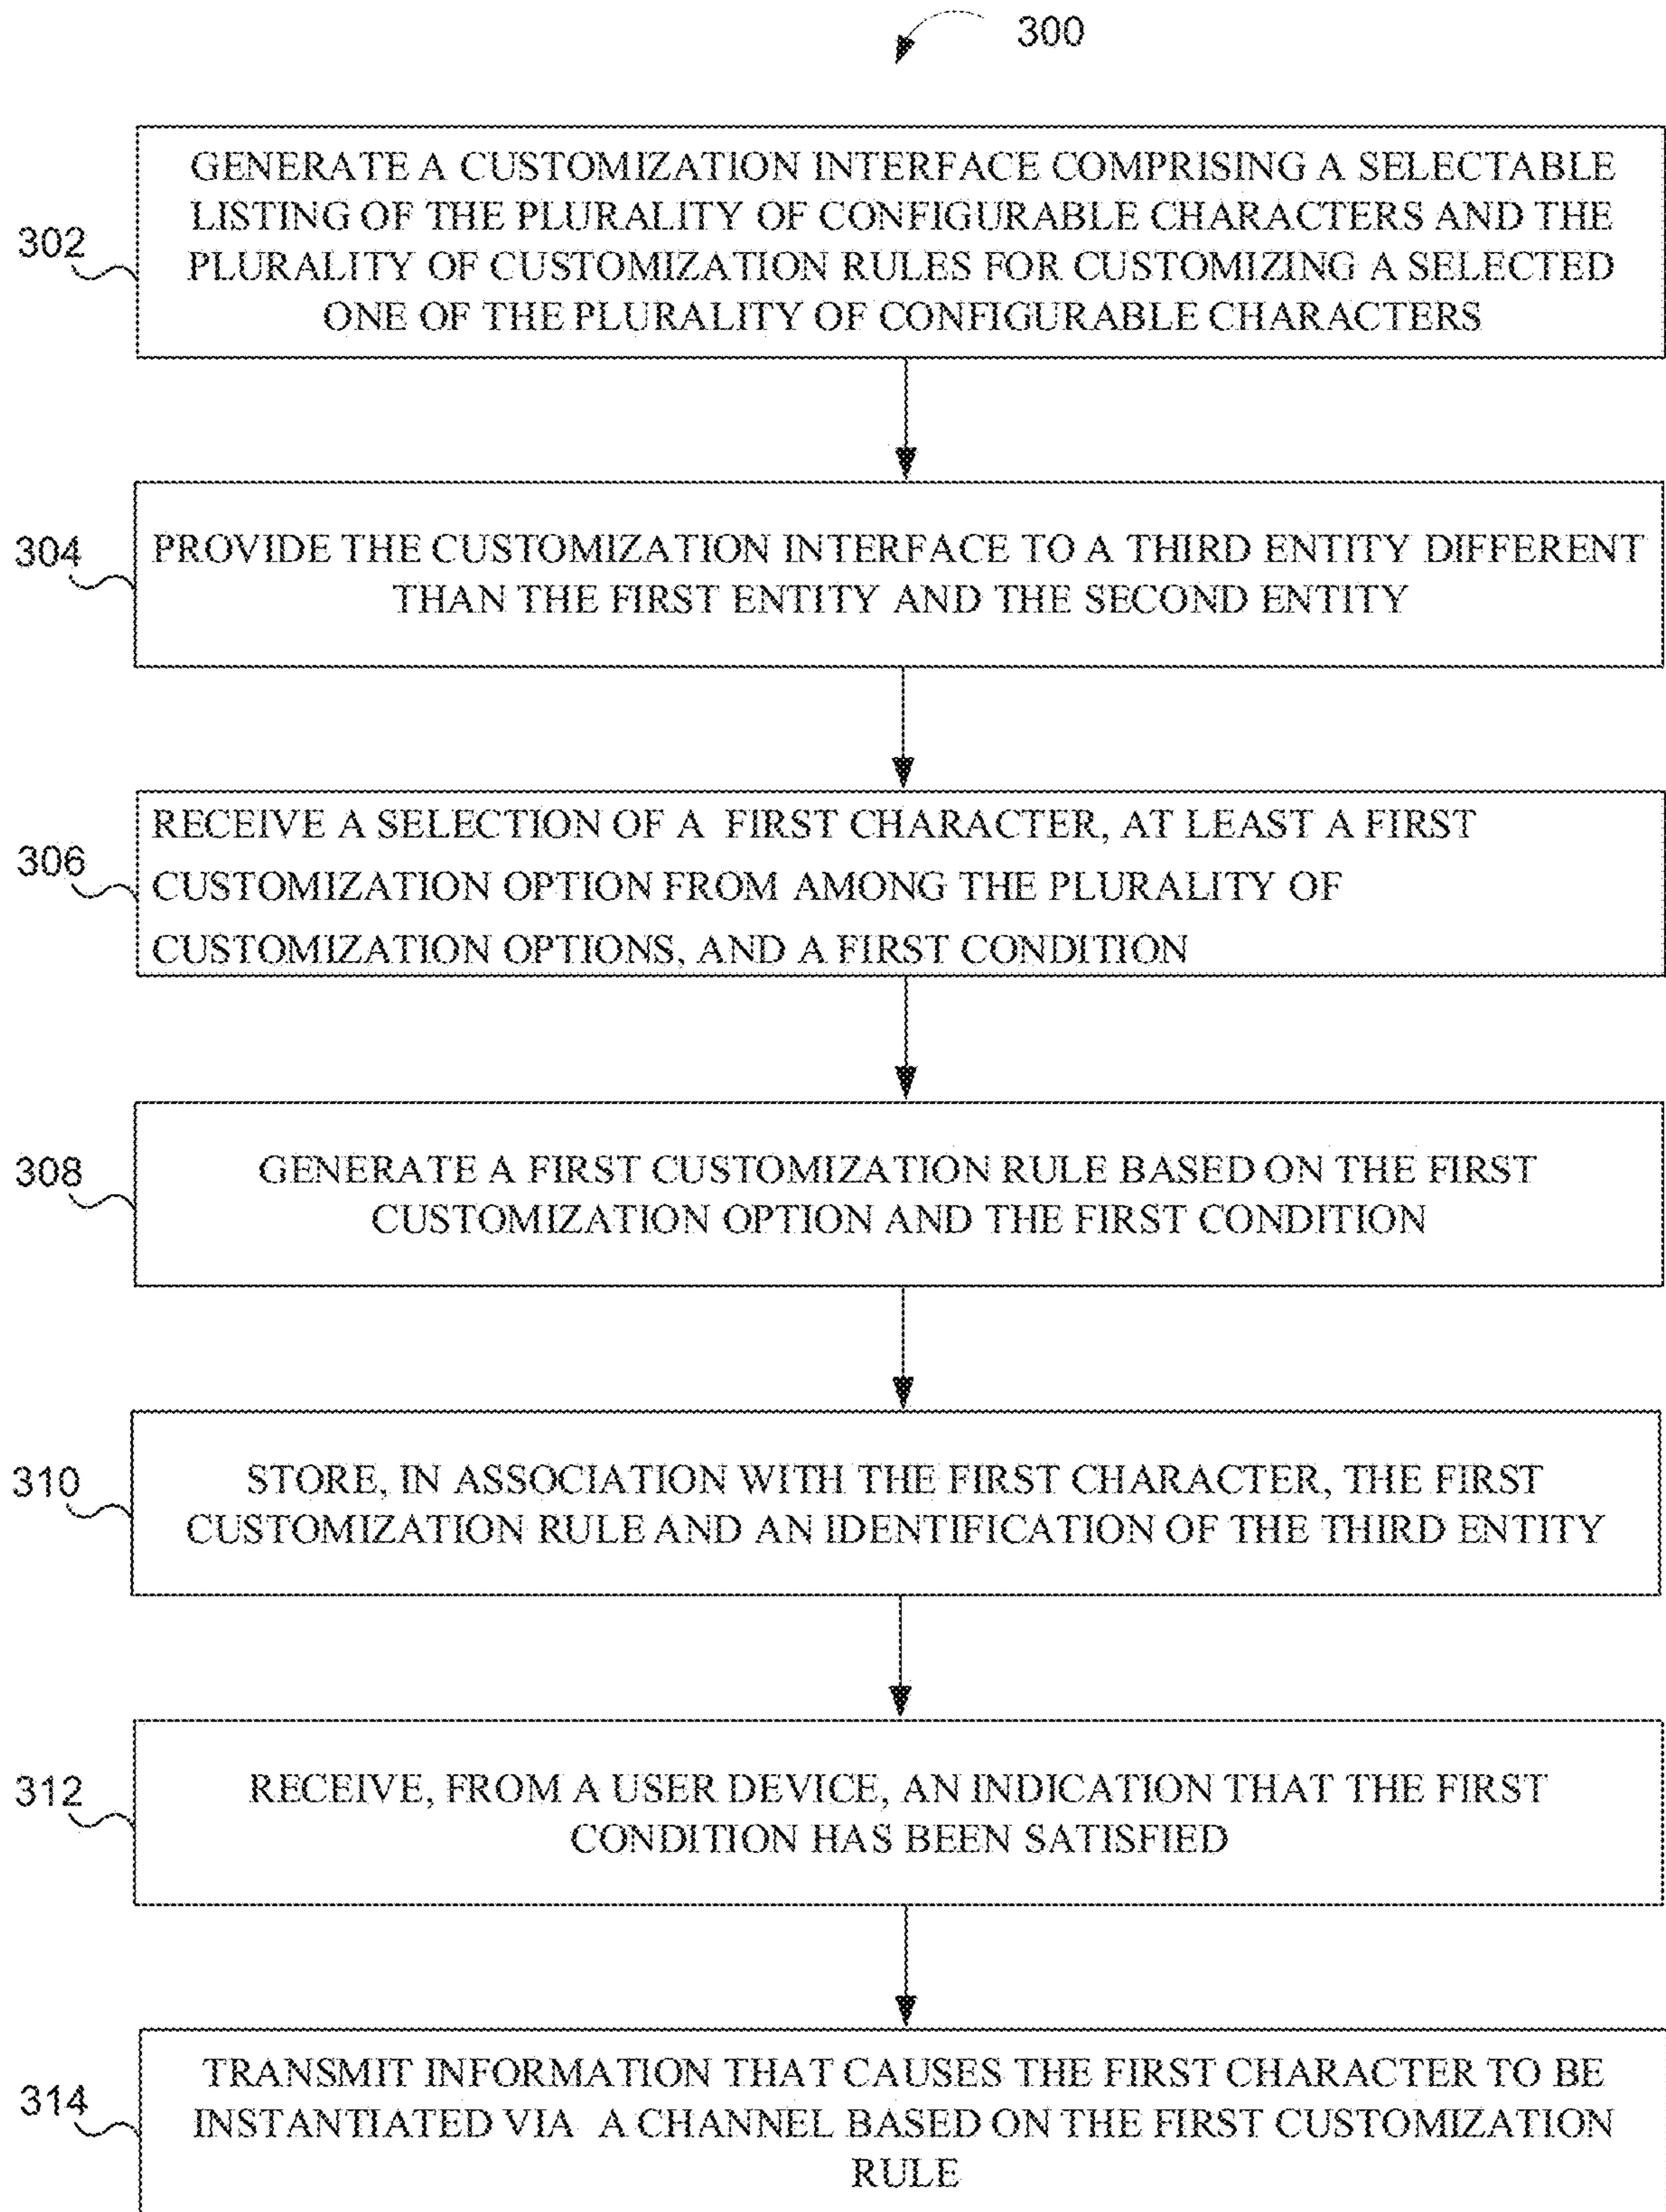 300
302
GENERATE A CUSTOMIZATION INTERFACE COMPRISING A SELECTABLE
LISTING OF THE PLURALITY OF CONFIGURABLE CHARACTERS AND THE
PLURALITY OF CUSTOMIZATION RULES FOR CUSTOMIZING A SELECTED
ONE OF THE PLURALITY OF CONFIGURABLE CHARACTERS
304
PROVIDE THE CUSTOMIZATION INTERFACE TO A THIRD ENTITY DIFFERENT
THAN THE FIRST ENTITY AND THE SECOND ENTITY
306
RECEIVE A SELECTION OF A FIRST CHARACTER, AT LEAST A FIRST
CUSTOMIZATION OPTION FROM AMONG THE PLURALITY OF
CUSTOMIZATION OPTIONS, AND A FIRST CONDITION
308
GENERATE A FIRST CUSTOMIZATION RULE BASED ON THE FIRST
CUSTOMIZATION OPTION AND THE FIRST CONDITION
310
STORE, IN ASSOCIATION WITH THE FIRST CHARACTER, THE FIRST
CUSTOMIZATION RULE AND AN IDENTIFICATION OF THE THIRD ENTITY
312
RECEIVE, FROM A USER DEVICE, AN INDICATION THAT THE FIRST
CONDITION HAS BEEN SATISFIED
314
TRANSMIT INFORMATION THAT CAUSES THE FIRST CHARACTER TO BE
INSTANTIATED VIA A CHANNEL BASED ON THE FIRST CUSTOMIZATION
RULE